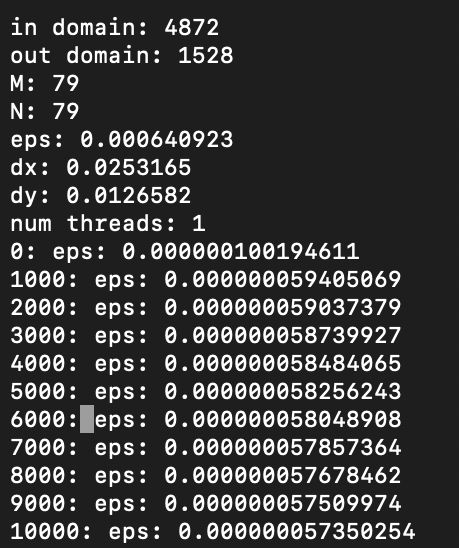 in domain: 4872
out domain: 1528
M: 79
N: 79
eps: 0.000640923
dx: 0.0253165
dy: 0.0126582
num threads: 1
0: eps: 0.000000100194611
1000: eps: 0.000000059405069
2000: eps: 0.000000059037379
3000: eps: 0.000000058739927
4000: eps: 0.000000058484065
5000: eps: 0.000000058256243
6000: eps: 0.000000058048908
7000: eps: 0.000000057857364
8000: eps: 0.000000057678462
9000: eps: 0.000000057509974
10000: eps: 0.000000057350254